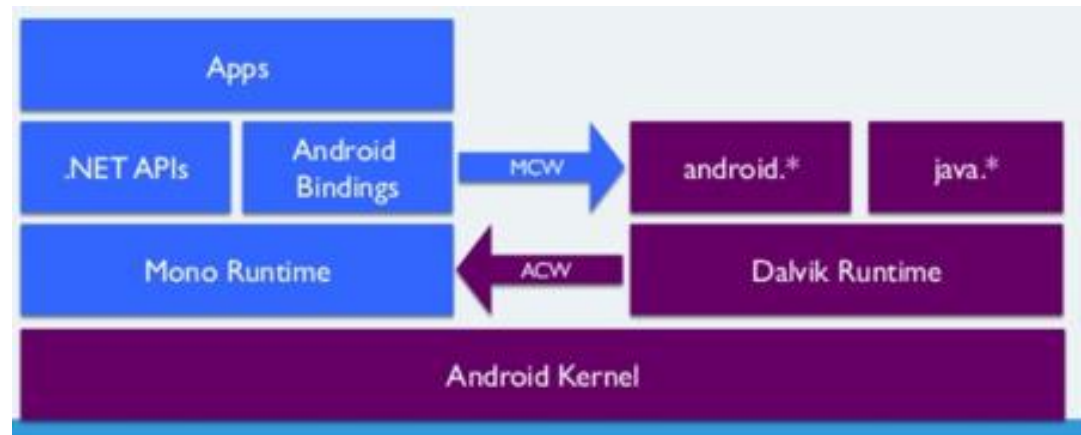 Apps
.NET APIs
Android
Bindings
MCW
android.*
java.*
Mono Runtime
ACW
Dalvik Runtime
Android Kernel